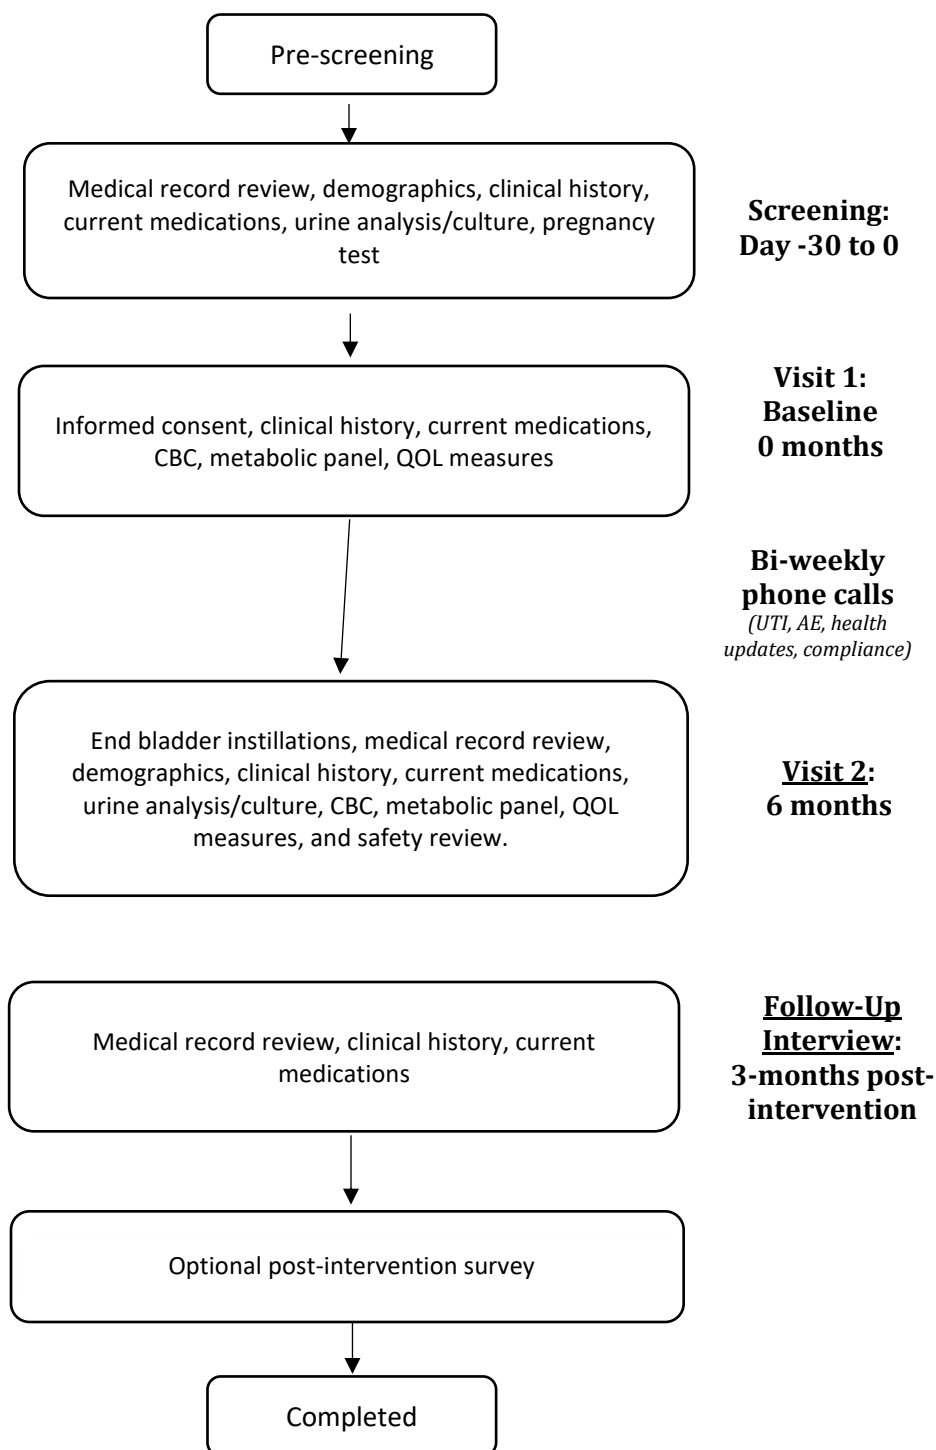 Pre-screening
Medical record review, demographics, clinical history,
current medications, urine analysis/culture, pregnancy
test
Screening:
Day -30 to 0
Informed consent, clinical history, current medications,
CBC, metabolic panel, QOL measures
Visit 1:
Baseline
0 months
Bi-weekly
phone calls
(UTI, AE, health
updates, compliance)
End bladder instillations, medical record review,
demographics, clinical history, current medications,
urine analysis/culture, CBC, metabolic panel, QOL
measures, and safety review.
Visit 2:
6 months
Medical record review, clinical history, current
medications
Follow-Up
Interview:
3-months post-
intervention
Optional post-intervention survey
Completed